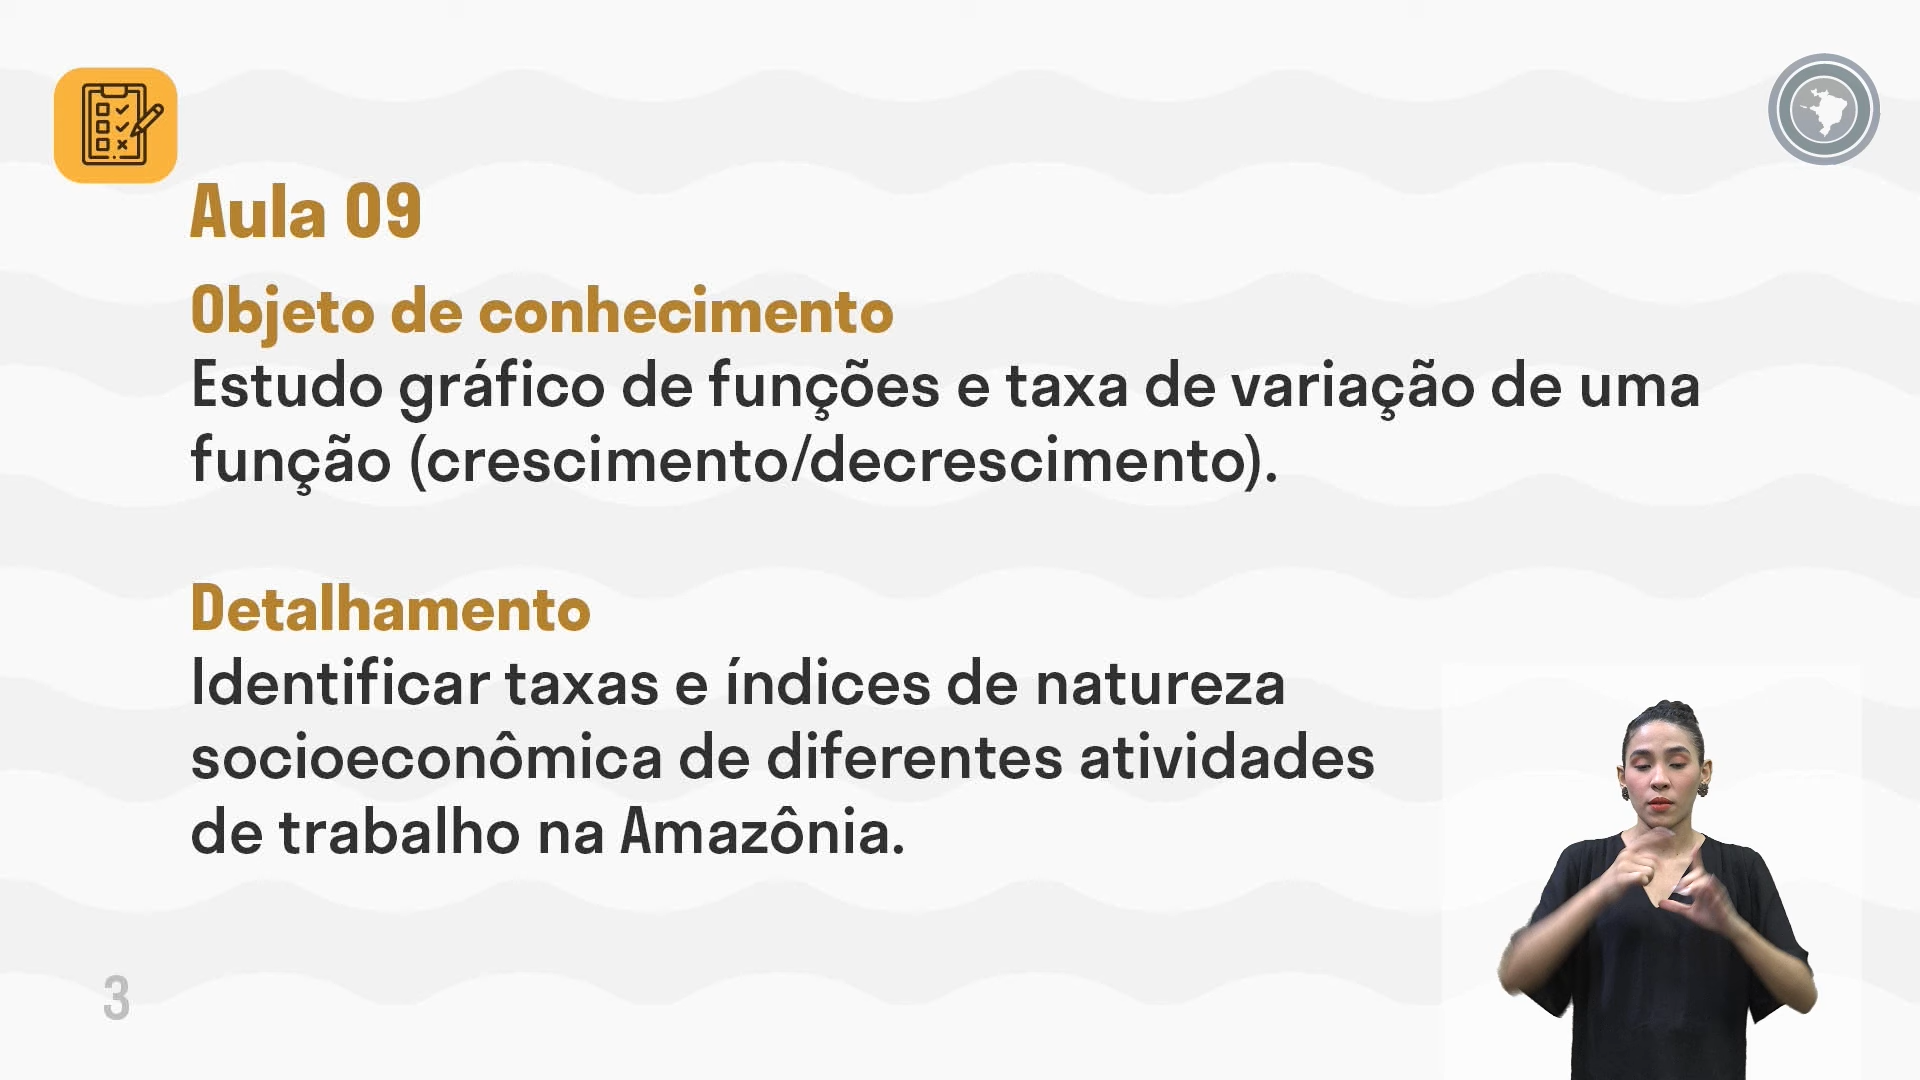 Aula 09
Objeto de conhecimento
Estudo gráfico de funções e taxa de variação de uma
função (crescimento/decrescimento).
Detalhamento
Identificar taxas e índices de natureza
socioeconômica de diferentes atividades
de trabalho na Amazônia.
3